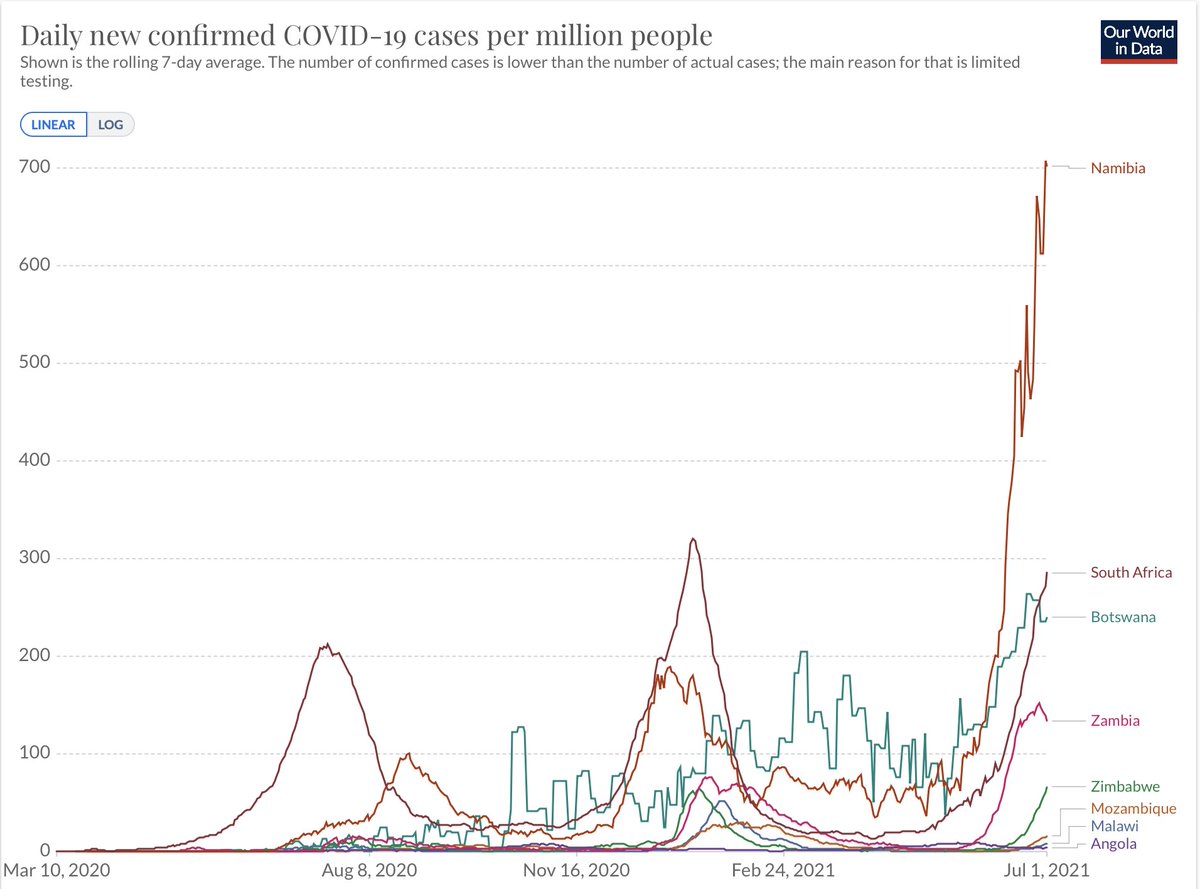 Daily new confirmed COVID-19 cases per million people
Shown is the rolling 7-day average. The number of confirmed cases is lower than the number of actual cases; the main reason for that is limited
testing.
Our World
in Data
LINEAR LOG
700
600
500
400
300
200
100
0
Namibia
South Africa
Botswana
Zambia
Zimbabwe
Mozambique
Malawi
Angola
Mar 10, 2020 Aug 8, 2020 Nov 16, 2020 Feb 24, 2021 Jul 1, 2021